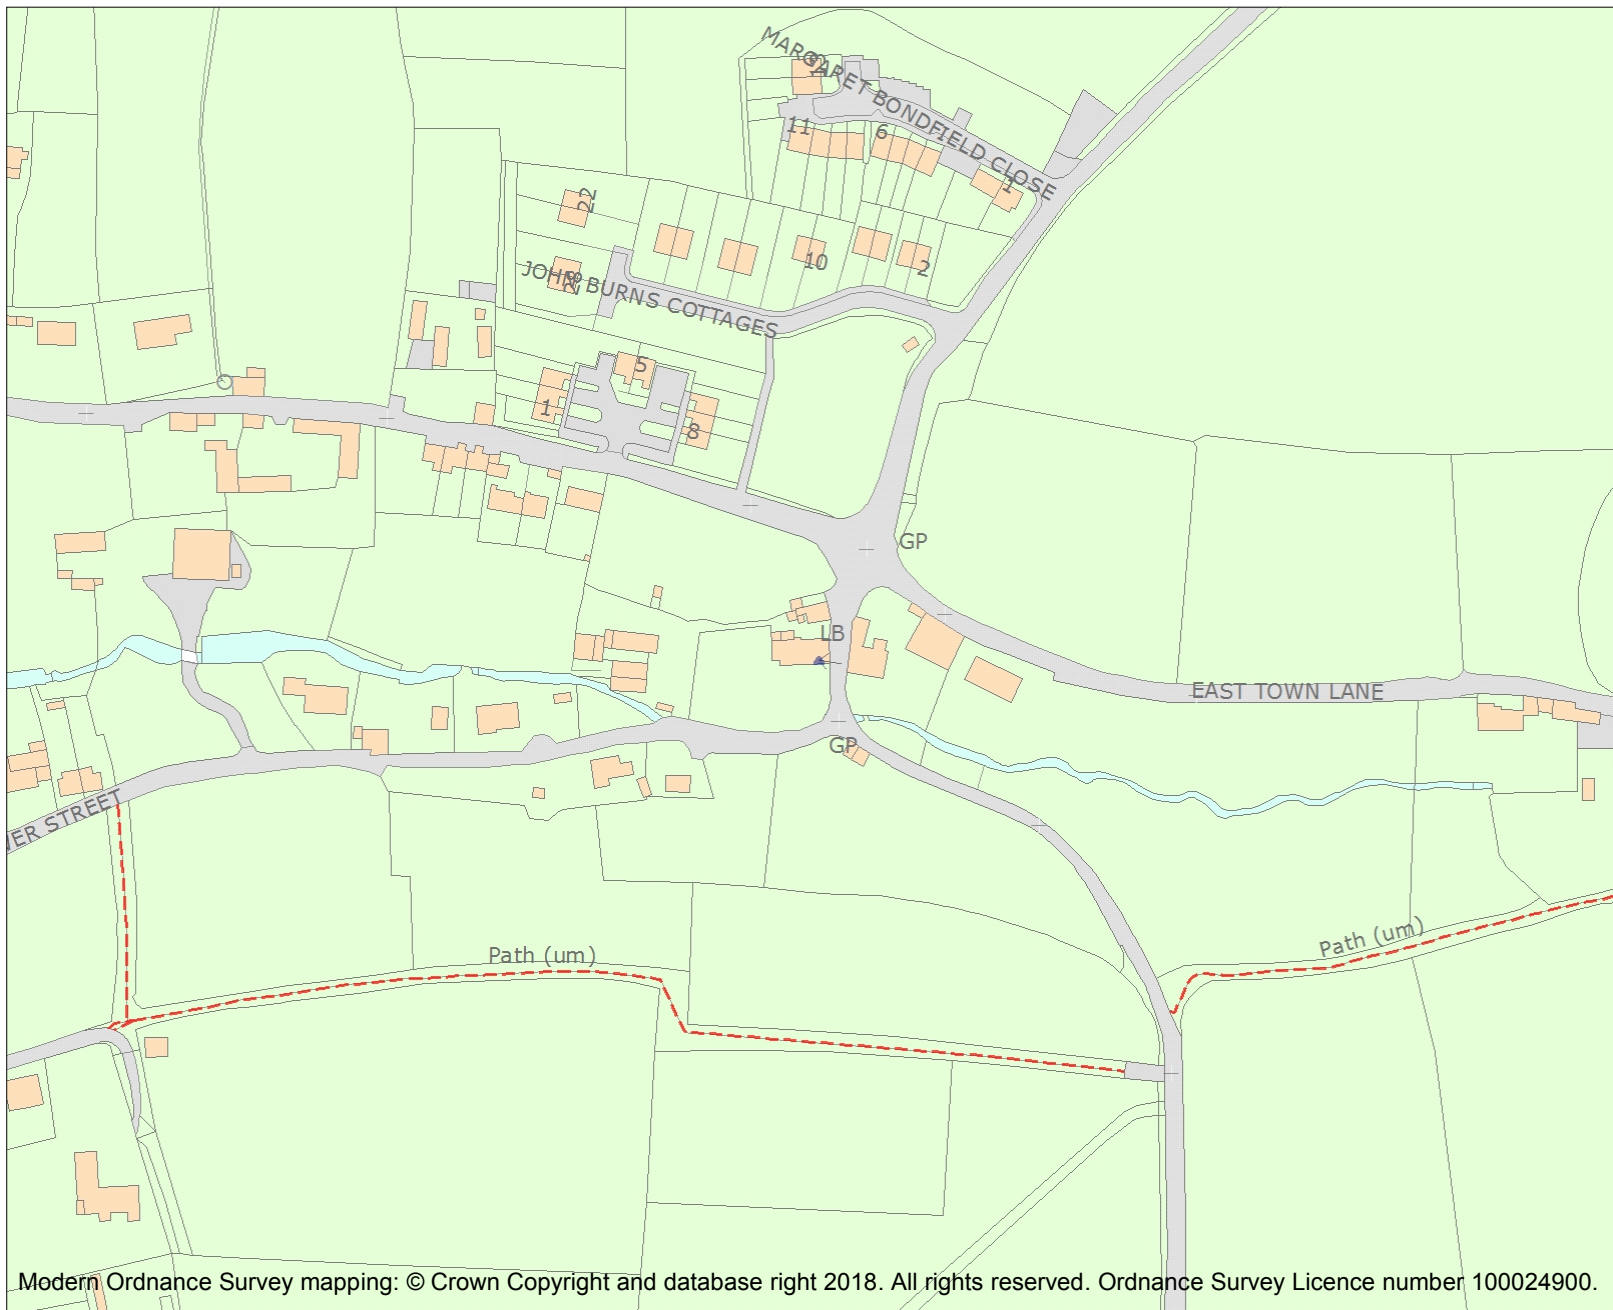 MARGARET BONDFIELD CLOSE
11
6
1
22
10
2
28
JOHN BURNS COTTAGES
5
1
8
GP
LB
EAST TOWN LANE
GP
WER STREET
Path (um)
Path (um)
Modern Ordnance Survey mapping: © Crown Copyright and database right 2018. All rights reserved. Ordnance Survey Licence number 100024900.